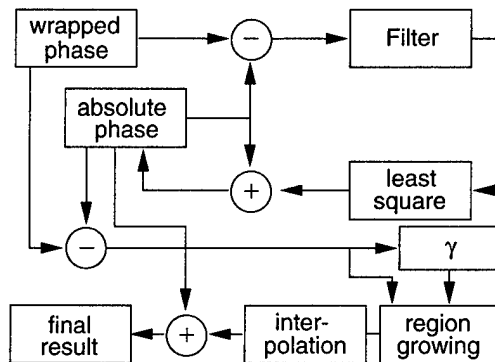 wrapped
phase
−
Filter
absolute
phase
+
least
square
−
γ
final
result
+
inter-
polation
region
growing